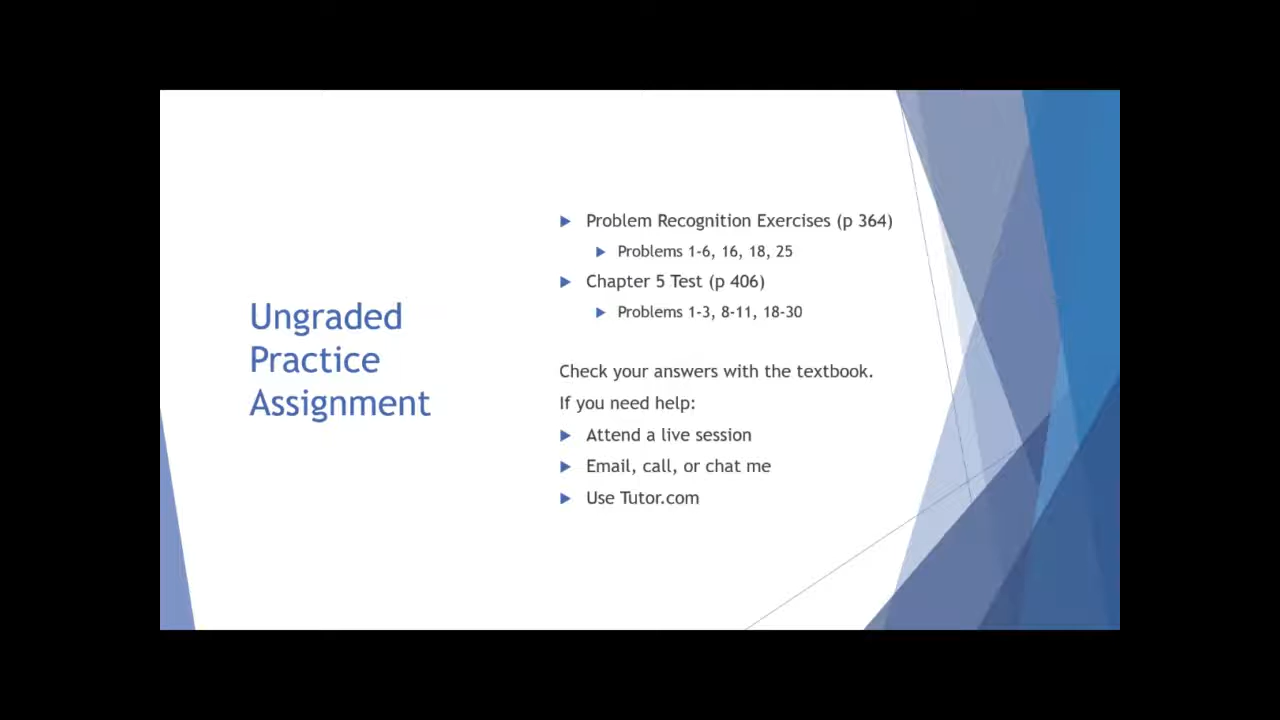 Ungraded
Practice
Assignment
Problem Recognition Exercises (p 364)
Problems 1-6, 16, 18, 25
Chapter 5 Test (p 406)
Problems 1-3, 8-11, 18-30
Check your answers with the textbook.
If you need help:
Attend a live session
Email, call, or chat me
Use Tutor.com